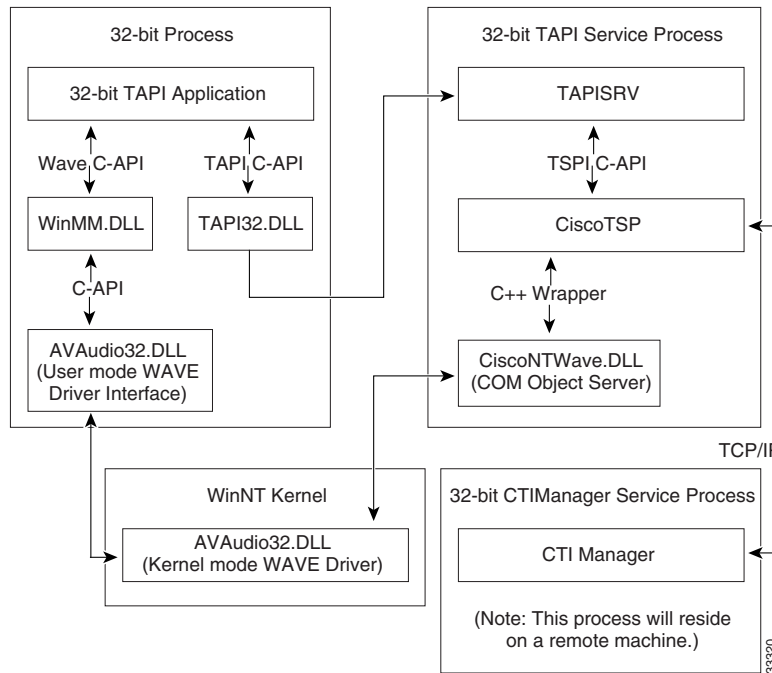 32-bit Process
32-bit TAPI Application
Wave C-API
TAPI C-API
WinMM.DLL
TAPI32.DLL
C-API
AVAudio32.DLL
(User mode WAVE
Driver Interface)
32-bit TAPI Service Process
TAPISRV
TSPI C-API
CiscoTSP
C++ Wrapper
CiscoNTWave.DLL
(COM Object Server)
TCP/IP
WinNT Kernel
AVAudio32.DLL
(Kernel mode WAVE Driver)
32-bit CTIManager Service Process
CTI Manager
(Note: This process will reside
on a remote machine.)